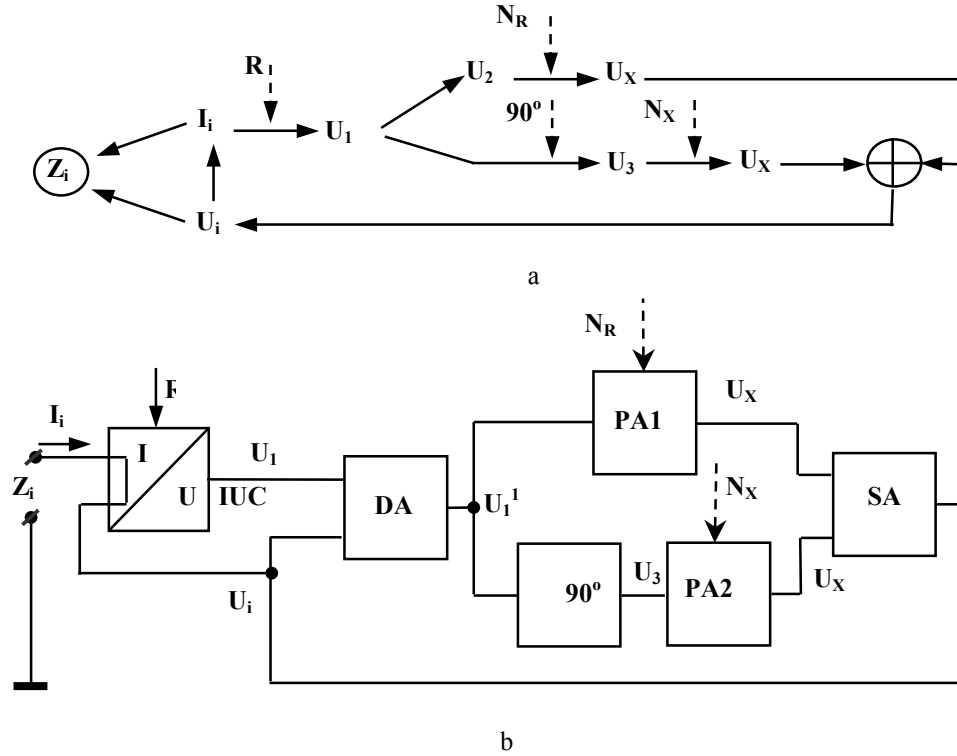 N_R
R
U_2
U_X
90°
N_X
I_i
U_1
Z_i
U_3
U_X
U_i
a
N_R
I_i
U_X
I
PA1
U_1
Z_i
U
IUC
DA
U_1^1
N_X
SA
90°
U_3
PA2
U_X
U_i
b